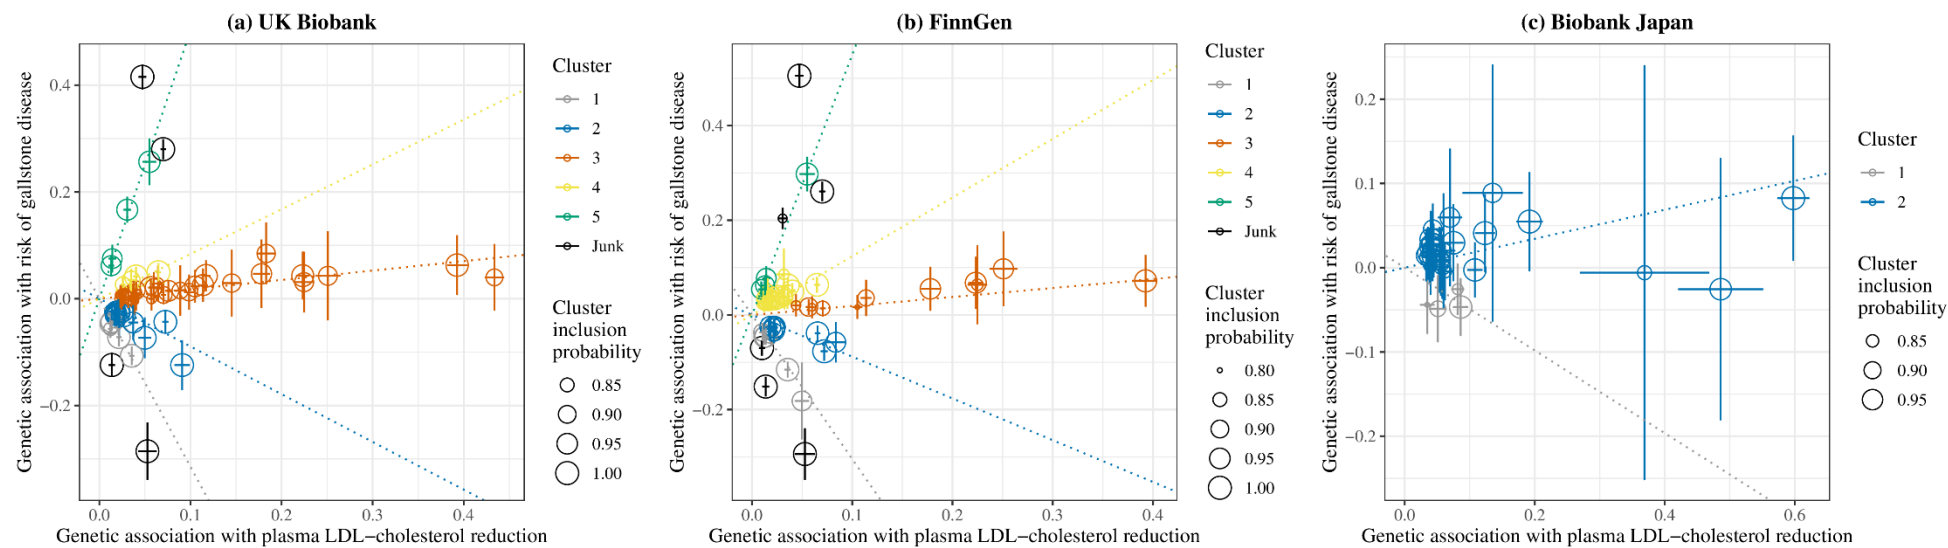 (a) UK Biobank
Genetic association with risk of gallstone disease
0.4
0.2
0.0
−0.2
0.0
0.1
0.2
0.3
0.4
Genetic association with plasma LDL−cholesterol reduction
Cluster
1
2
3
4
5
Junk
Cluster
inclusion
probability
0.85
0.90
0.95
1.00
(b) FinnGen
Genetic association with risk of gallstone disease
0.4
0.2
0.0
−0.2
0.0
0.1
0.2
0.3
0.4
Genetic association with plasma LDL−cholesterol reduction
Cluster
1
2
3
4
5
Junk
Cluster
inclusion
probability
0.80
0.85
0.90
0.95
1.00
(c) Biobank Japan
Genetic association with risk of gallstone disease
0.2
0.1
0.0
−0.1
−0.2
0.0
0.2
0.4
0.6
Genetic association with plasma LDL−cholesterol reduction
Cluster
1
2
Cluster
inclusion
probability
0.85
0.90
0.95